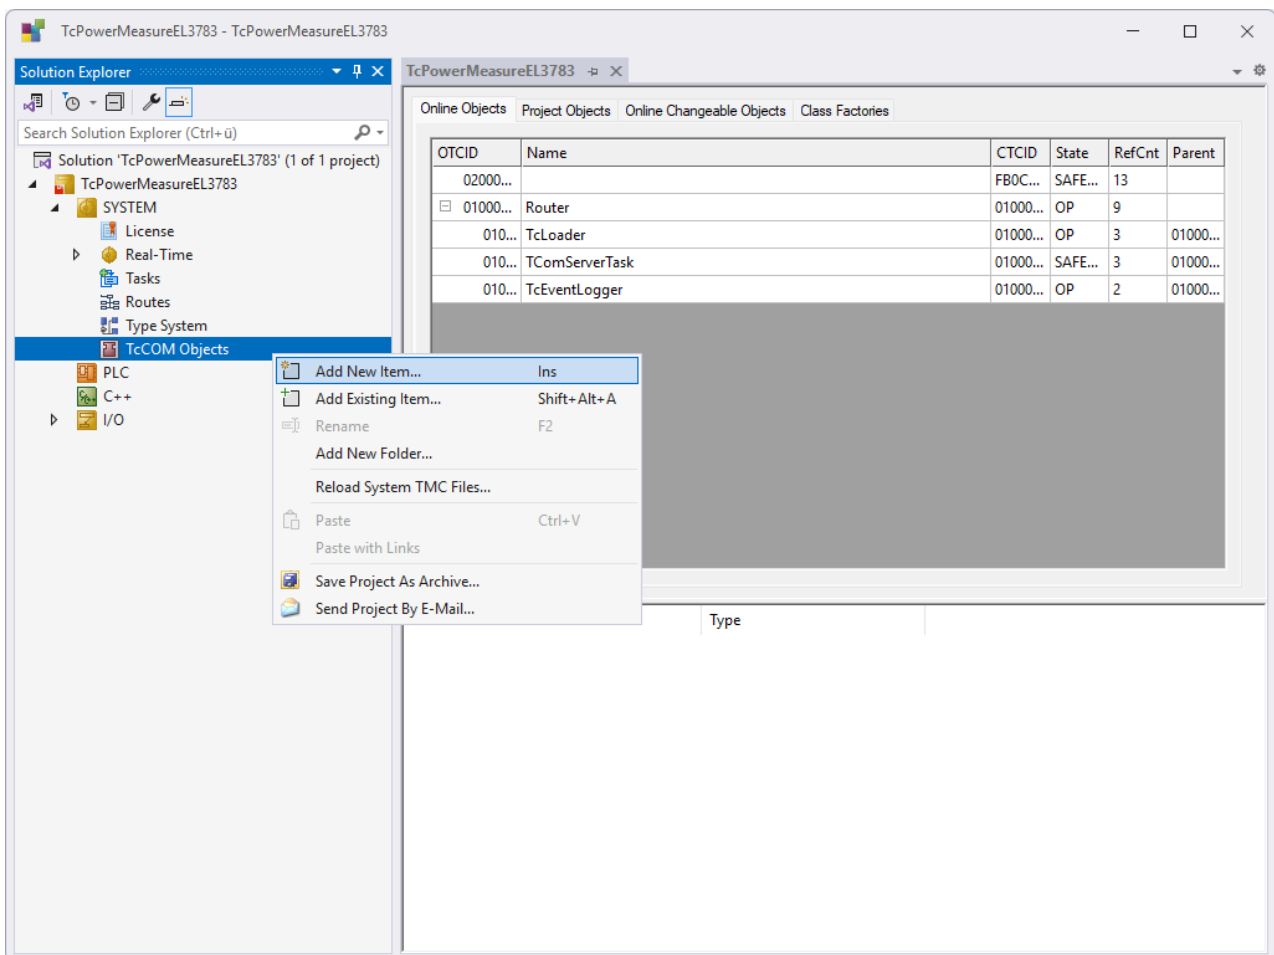 TcPowerMeasureEL3783 - TcPowerMeasureEL3783
Solution Explorer
Search Solution Explorer (Ctrl+ü)
Solution 'TcPowerMeasureEL3783' (1 of 1 project)
TcPowerMeasureEL3783
SYSTEM
License
Real-Time
Tasks
Routes
Type System
TcCOM Objects
PLC
C++
I/O
TcPowerMeasureEL3783
Online Objects Project Objects Online Changeable Objects Class Factories
OTCID Name CTCID State RefCnt Parent
02000... FB0C... SAFE... 13
01000... Router 01000... OP 9
010... TcLoader 01000... OP 3 01000...
010... TComServerTask 01000... SAFE... 3 01000...
010... TcEventLogger 01000... OP 2 01000...
Add New Item... Ins
Add Existing Item... Shift+Alt+A
Rename F2
Add New Folder...
Reload System TMC Files...
Paste Ctrl+V
Paste with Links
Save Project As Archive...
Send Project By E-Mail...
Type